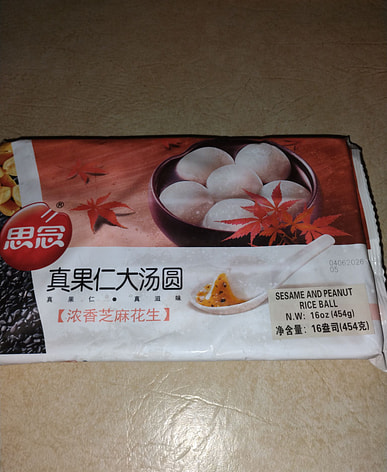 思念®
真果仁大汤圆
真果仁●真滋味
【浓香芝麻花生】
04062026
05
SESAME AND PEANUT
RICE BALL
N.W: 16oz (454g)
净含量: 16盎司(454克)